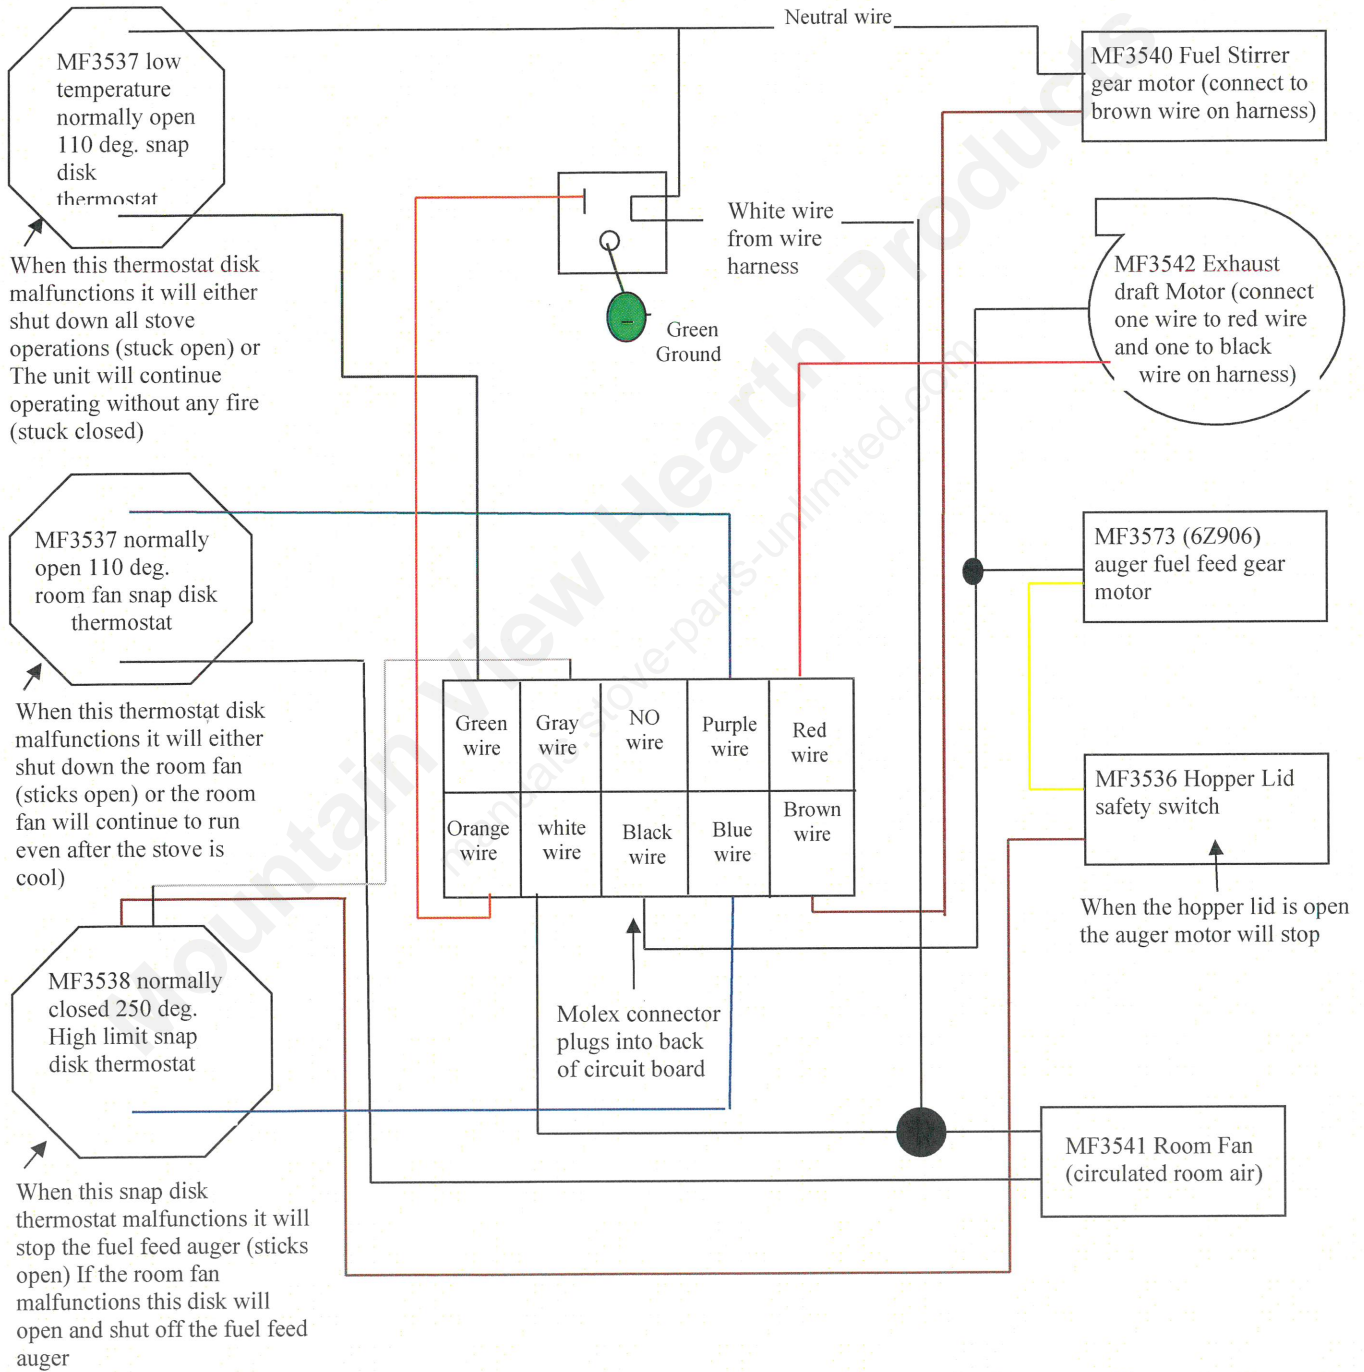 Neutral wire
MF3537 low
temperature
normally open
110 deg. snap
disk
thermostat
When this thermostat disk
malfunctions it will either
shut down all stove
operations (stuck open) or
The unit will continue
operating without any fire
(stuck closed)
MF3540 Fuel Stirrer
gear motor (connect to
brown wire on harness)
White wire
from wire
harness
Green
Ground
MF3542 Exhaust
draft Motor (connect
one wire to red wire
and one to black
wire on harness)
MF3537 normally
open 110 deg.
room fan snap disk
thermostat
When this thermostat disk
malfunctions it will either
shut down the room fan
(sticks open) or the room
fan will continue to run
even after the stove is
cool)
MF3573 (6Z906)
auger fuel feed gear
motor
Green
wire
Gray
wire
NO
wire
Purple
wire
Red
wire
Orange
wire
white
wire
Black
wire
Blue
wire
Brown
wire
MF3536 Hopper Lid
safety switch
When the hopper lid is open
the auger motor will stop
MF3538 normally
closed 250 deg.
High limit snap
disk thermostat
Molex connector
plugs into back
of circuit board
MF3541 Room Fan
(circulated room air)
When this snap disk
thermostat malfunctions it will
stop the fuel feed auger (sticks
open) If the room fan
malfunctions this disk will
open and shut off the fuel feed
auger
Mountain View Hearth Products
manuals.stove-parts-unlimited.com